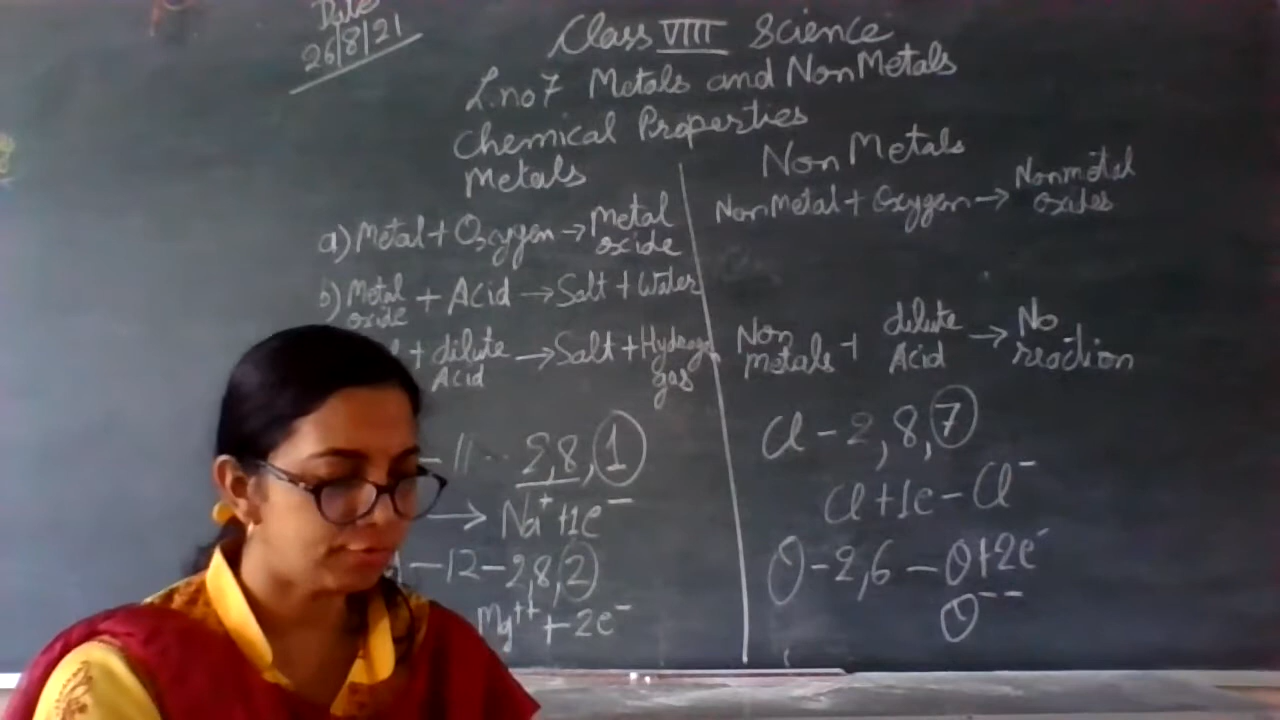 Date
26/8/21
Class VIII Science
L.no 7 Metals and NonMetals
Chemical Properties
Metals
a) Metal + Oxygen → Metal oxide
b) Metal oxide + Acid → Salt + Water
+ dilute Acid → Salt + Hydrogen gas
- 11 - 2,8,1
→ Na⁺ + 1e⁻
- 12 - 2,8,2
Mg⁺⁺ + 2e⁻
Non Metals
NonMetal + Oxygen → Nonmetal oxides
Non metals + dilute Acid → No reaction
Cl - 2,8,7
Cl + 1e - Cl⁻
O - 2,6 - O + 2e⁻
O⁻⁻